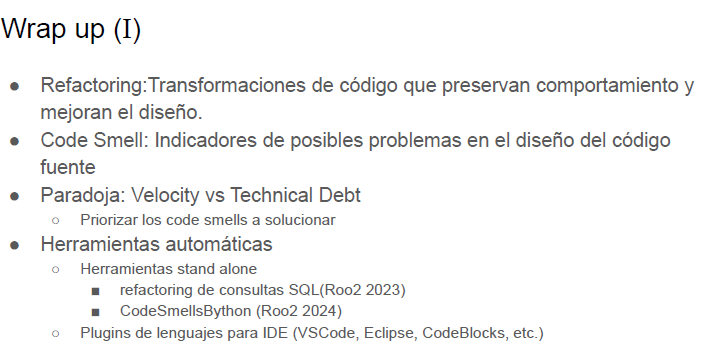 Wrap up (I)
● Refactoring:Transformaciones de código que preservan comportamiento y
mejoran el diseño.
● Code Smell: Indicadores de posibles problemas en el diseño del código
fuente
● Paradoja: Velocity vs Technical Debt
○ Priorizar los code smells a solucionar
● Herramientas automáticas
○ Herramientas stand alone
■ refactoring de consultas SQL(Roo2 2023)
■ CodeSmellsBython (Roo2 2024)
○ Plugins de lenguajes para IDE (VSCode, Eclipse, CodeBlocks, etc.)